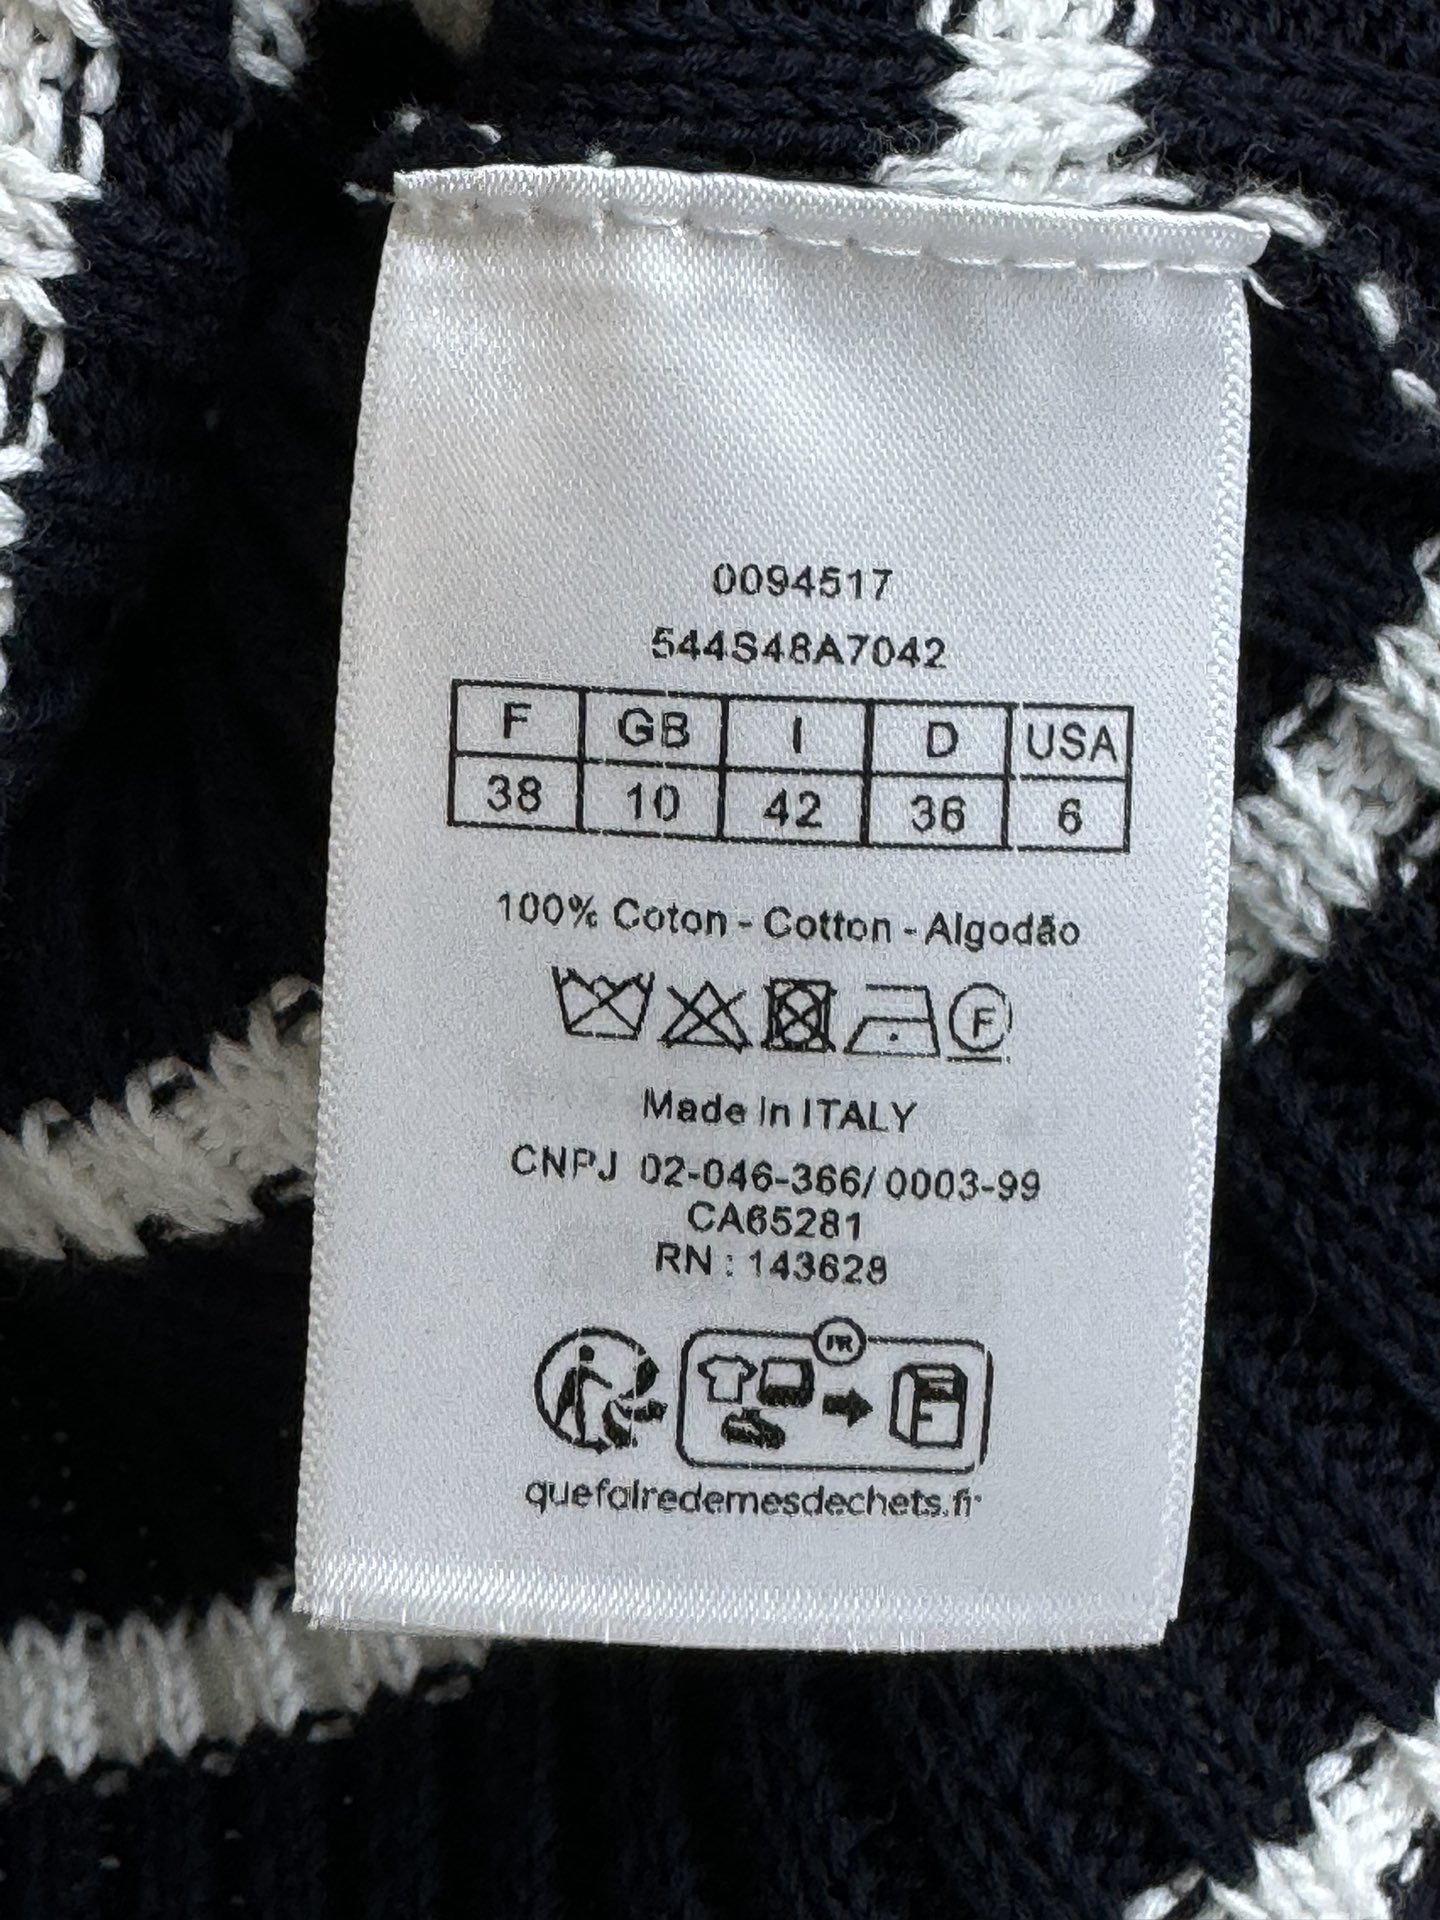 0094517
544S48A7042
F GB I D USA
38 10 42 36 6
100% Coton - Cotton - Algodão
F
Made in ITALY
CNPJ 02-046-366/0003-99
CA65281
RN : 143628
FR
quefairedemesdechets.fr